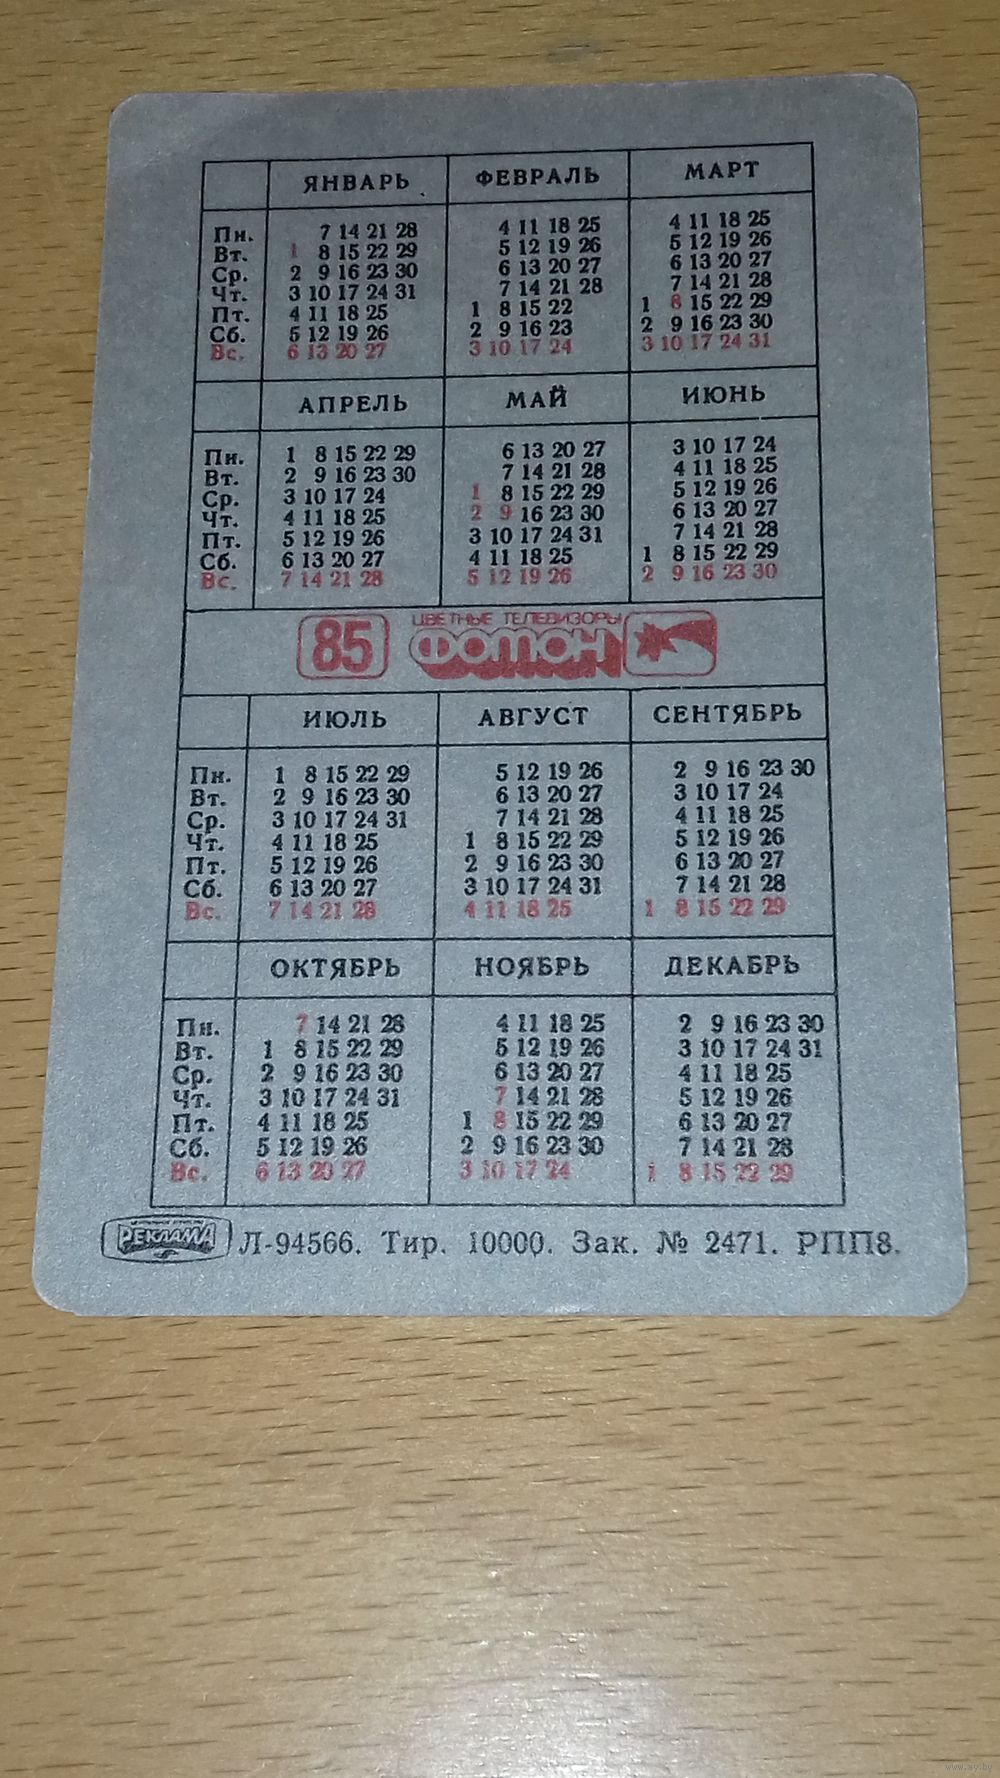 ЯНВАРЬ ФЕВРАЛЬ МАРТ
Пн. 7 14 21 28 4 11 18 25 4 11 18 25
Вт. 1 8 15 22 29 5 12 19 26 5 12 19 26
Ср. 2 9 16 23 30 6 13 20 27 6 13 20 27
Чт. 3 10 17 24 31 7 14 21 28 7 14 21 28
Пт. 4 11 18 25 1 8 15 22 1 8 15 22 29
Сб. 5 12 19 26 2 9 16 23 2 9 16 23 30
Вс. 6 13 20 27 3 10 17 24 3 10 17 24 31
АПРЕЛЬ МАЙ ИЮНЬ
Пн. 1 8 15 22 29 6 13 20 27 3 10 17 24
Вт. 2 9 16 23 30 7 14 21 28 4 11 18 25
Ср. 3 10 17 24 1 8 15 22 29 5 12 19 26
Чт. 4 11 18 25 2 9 16 23 30 6 13 20 27
Пт. 5 12 19 26 3 10 17 24 31 7 14 21 28
Сб. 6 13 20 27 4 11 18 25 1 8 15 22 29
Вс. 7 14 21 28 5 12 19 26 2 9 16 23 30
85 ЦВЕТНЫЕ ТЕЛЕВИЗОРЫ
ФОТОН
ИЮЛЬ АВГУСТ СЕНТЯБРЬ
Пн. 1 8 15 22 29 5 12 19 26 2 9 16 23 30
Вт. 2 9 16 23 30 6 13 20 27 3 10 17 24
Ср. 3 10 17 24 31 7 14 21 28 4 11 18 25
Чт. 4 11 18 25 1 8 15 22 29 5 12 19 26
Пт. 5 12 19 26 2 9 16 23 30 6 13 20 27
Сб. 6 13 20 27 3 10 17 24 31 7 14 21 28
Вс. 7 14 21 28 4 11 18 25 1 8 15 22 29
ОКТЯБРЬ НОЯБРЬ ДЕКАБРЬ
Пн. 7 14 21 28 4 11 18 25 2 9 16 23 30
Вт. 1 8 15 22 29 5 12 19 26 3 10 17 24 31
Ср. 2 9 16 23 30 6 13 20 27 4 11 18 25
Чт. 3 10 17 24 31 7 14 21 28 5 12 19 26
Пт. 4 11 18 25 1 8 15 22 29 6 13 20 27
Сб. 5 12 19 26 2 9 16 23 30 7 14 21 28
Вс. 6 13 20 27 3 10 17 24 1 8 15 22 29
РЕКЛАМА Л-94566. Тир. 10000. Зак. № 2471. РПП8.
www.ay.by